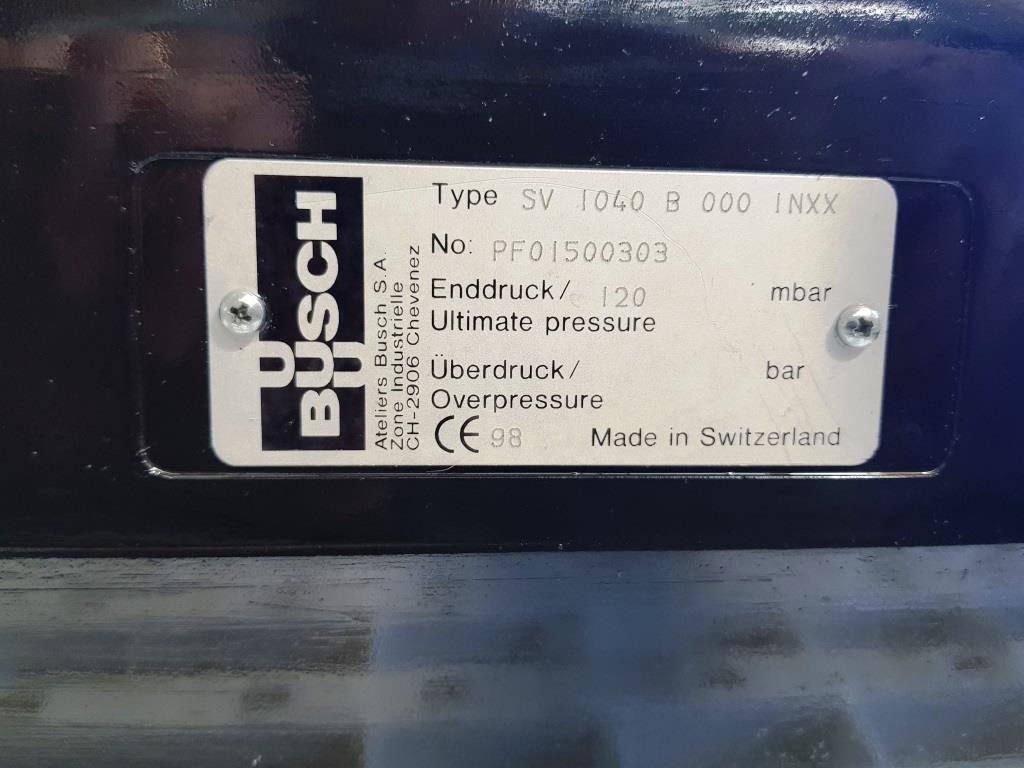 BUSCH
Ateliers Busch S.A.
Zone Industrielle
CH-2906 Chevenez
Type SV 1040 B 000 INXX
No: PF01500303
Enddruck/ 120 mbar
Ultimate pressure
Überdruck/ bar
Overpressure
CE 98 Made in Switzerland